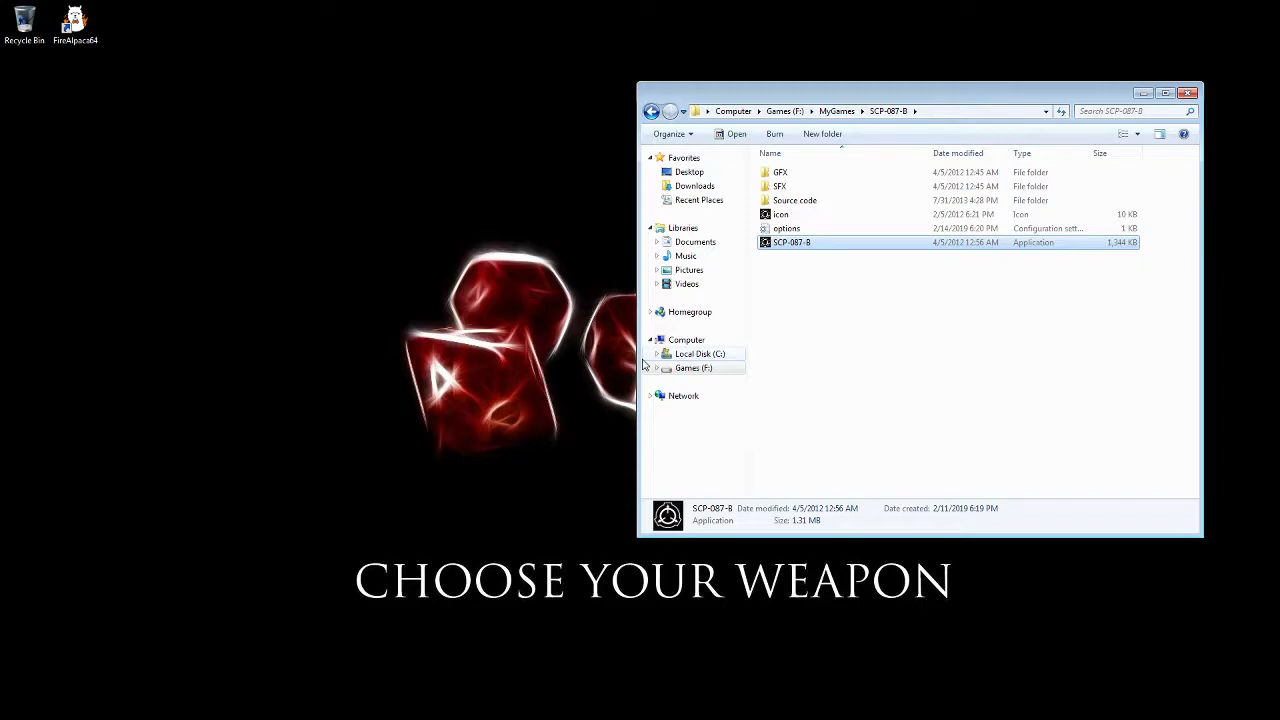 Recycle Bin
FireAlpaca64
Computer Games (F:) MyGames SCP-087-B
Search SCP-087-B
Organize Open Burn New folder
Name Date modified Type Size
Favorites
Desktop
Downloads
Recent Places
Libraries
Documents
Music
Pictures
Videos
Homegroup
Computer
Local Disk (C:)
Games (F:)
Network
GFX 4/5/2012 12:45 AM File folder
SFX 4/5/2012 12:45 AM File folder
Source code 7/31/2013 4:28 PM File folder
icon 2/5/2012 6:21 PM Icon 10 KB
options 2/14/2019 6:20 PM Configuration sett... 1 KB
SCP-087-B 4/5/2012 12:56 AM Application 1,344 KB
SCP-087-B Date modified: 4/5/2012 12:56 AM Date created: 2/11/2019 6:19 PM
Application Size: 1.31 MB
CHOOSE YOUR WEAPON